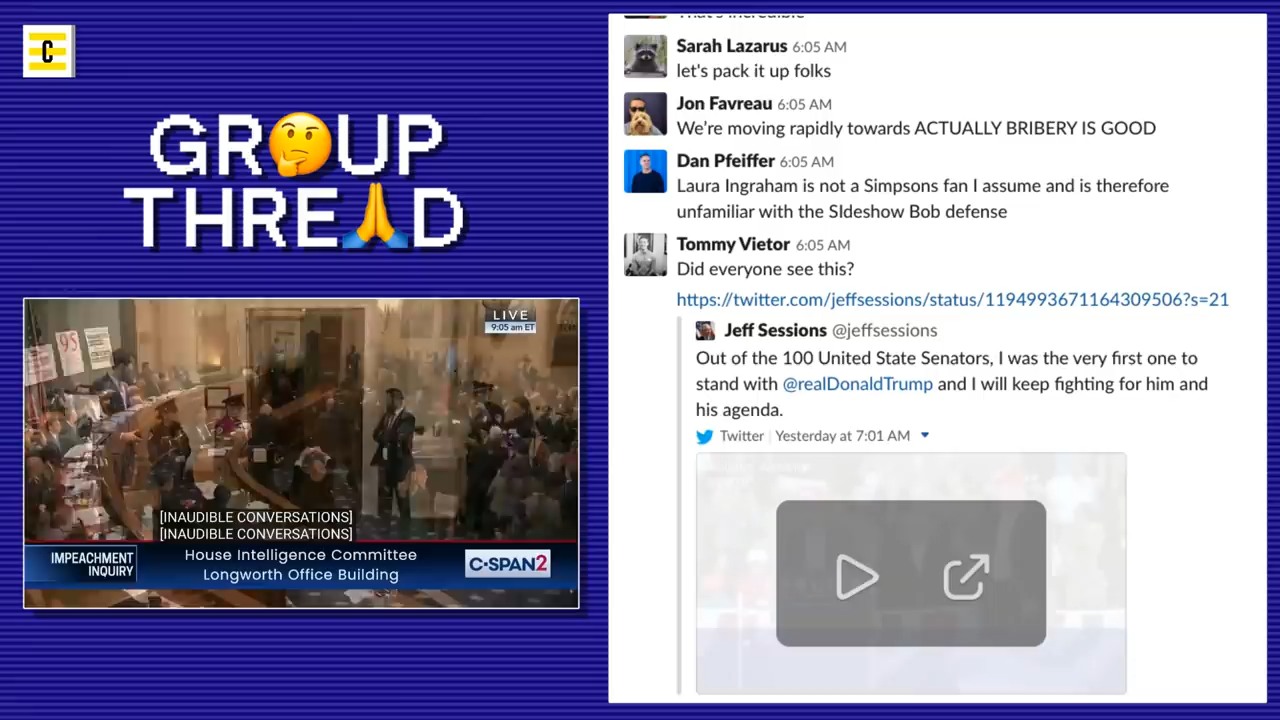 C
GR🤔UP
THRE🙏D
LIVE
9:05 am ET
95
[INAUDIBLE CONVERSATIONS]
[INAUDIBLE CONVERSATIONS]
IMPEACHMENT
INQUIRY
House Intelligence Committee
Longworth Office Building
C-SPAN2
That's incredible
Sarah Lazarus 6:05 AM
let's pack it up folks
Jon Favreau 6:05 AM
We're moving rapidly towards ACTUALLY BRIBERY IS GOOD
Dan Pfeiffer 6:05 AM
Laura Ingraham is not a Simpsons fan I assume and is therefore
unfamiliar with the SIdeshow Bob defense
Tommy Vietor 6:05 AM
Did everyone see this?
https://twitter.com/jeffsessions/status/1194993671164309506?s=21
Jeff Sessions @jeffsessions
Out of the 100 United State Senators, I was the very first one to
stand with @realDonaldTrump and I will keep fighting for him and
his agenda.
Twitter | Yesterday at 7:01 AM